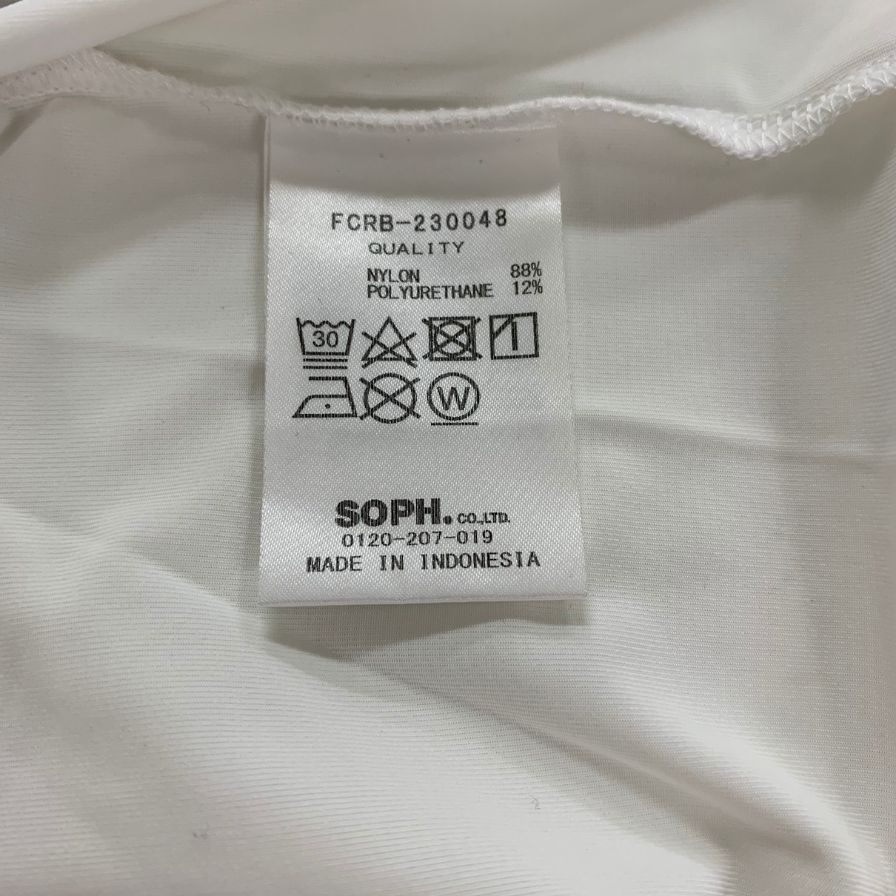 FCRB-230048
QUALITY
NYLON 88%
POLYURETHANE 12%
30
W
SOPH. CO.,LTD.
0120-207-019
MADE IN INDONESIA